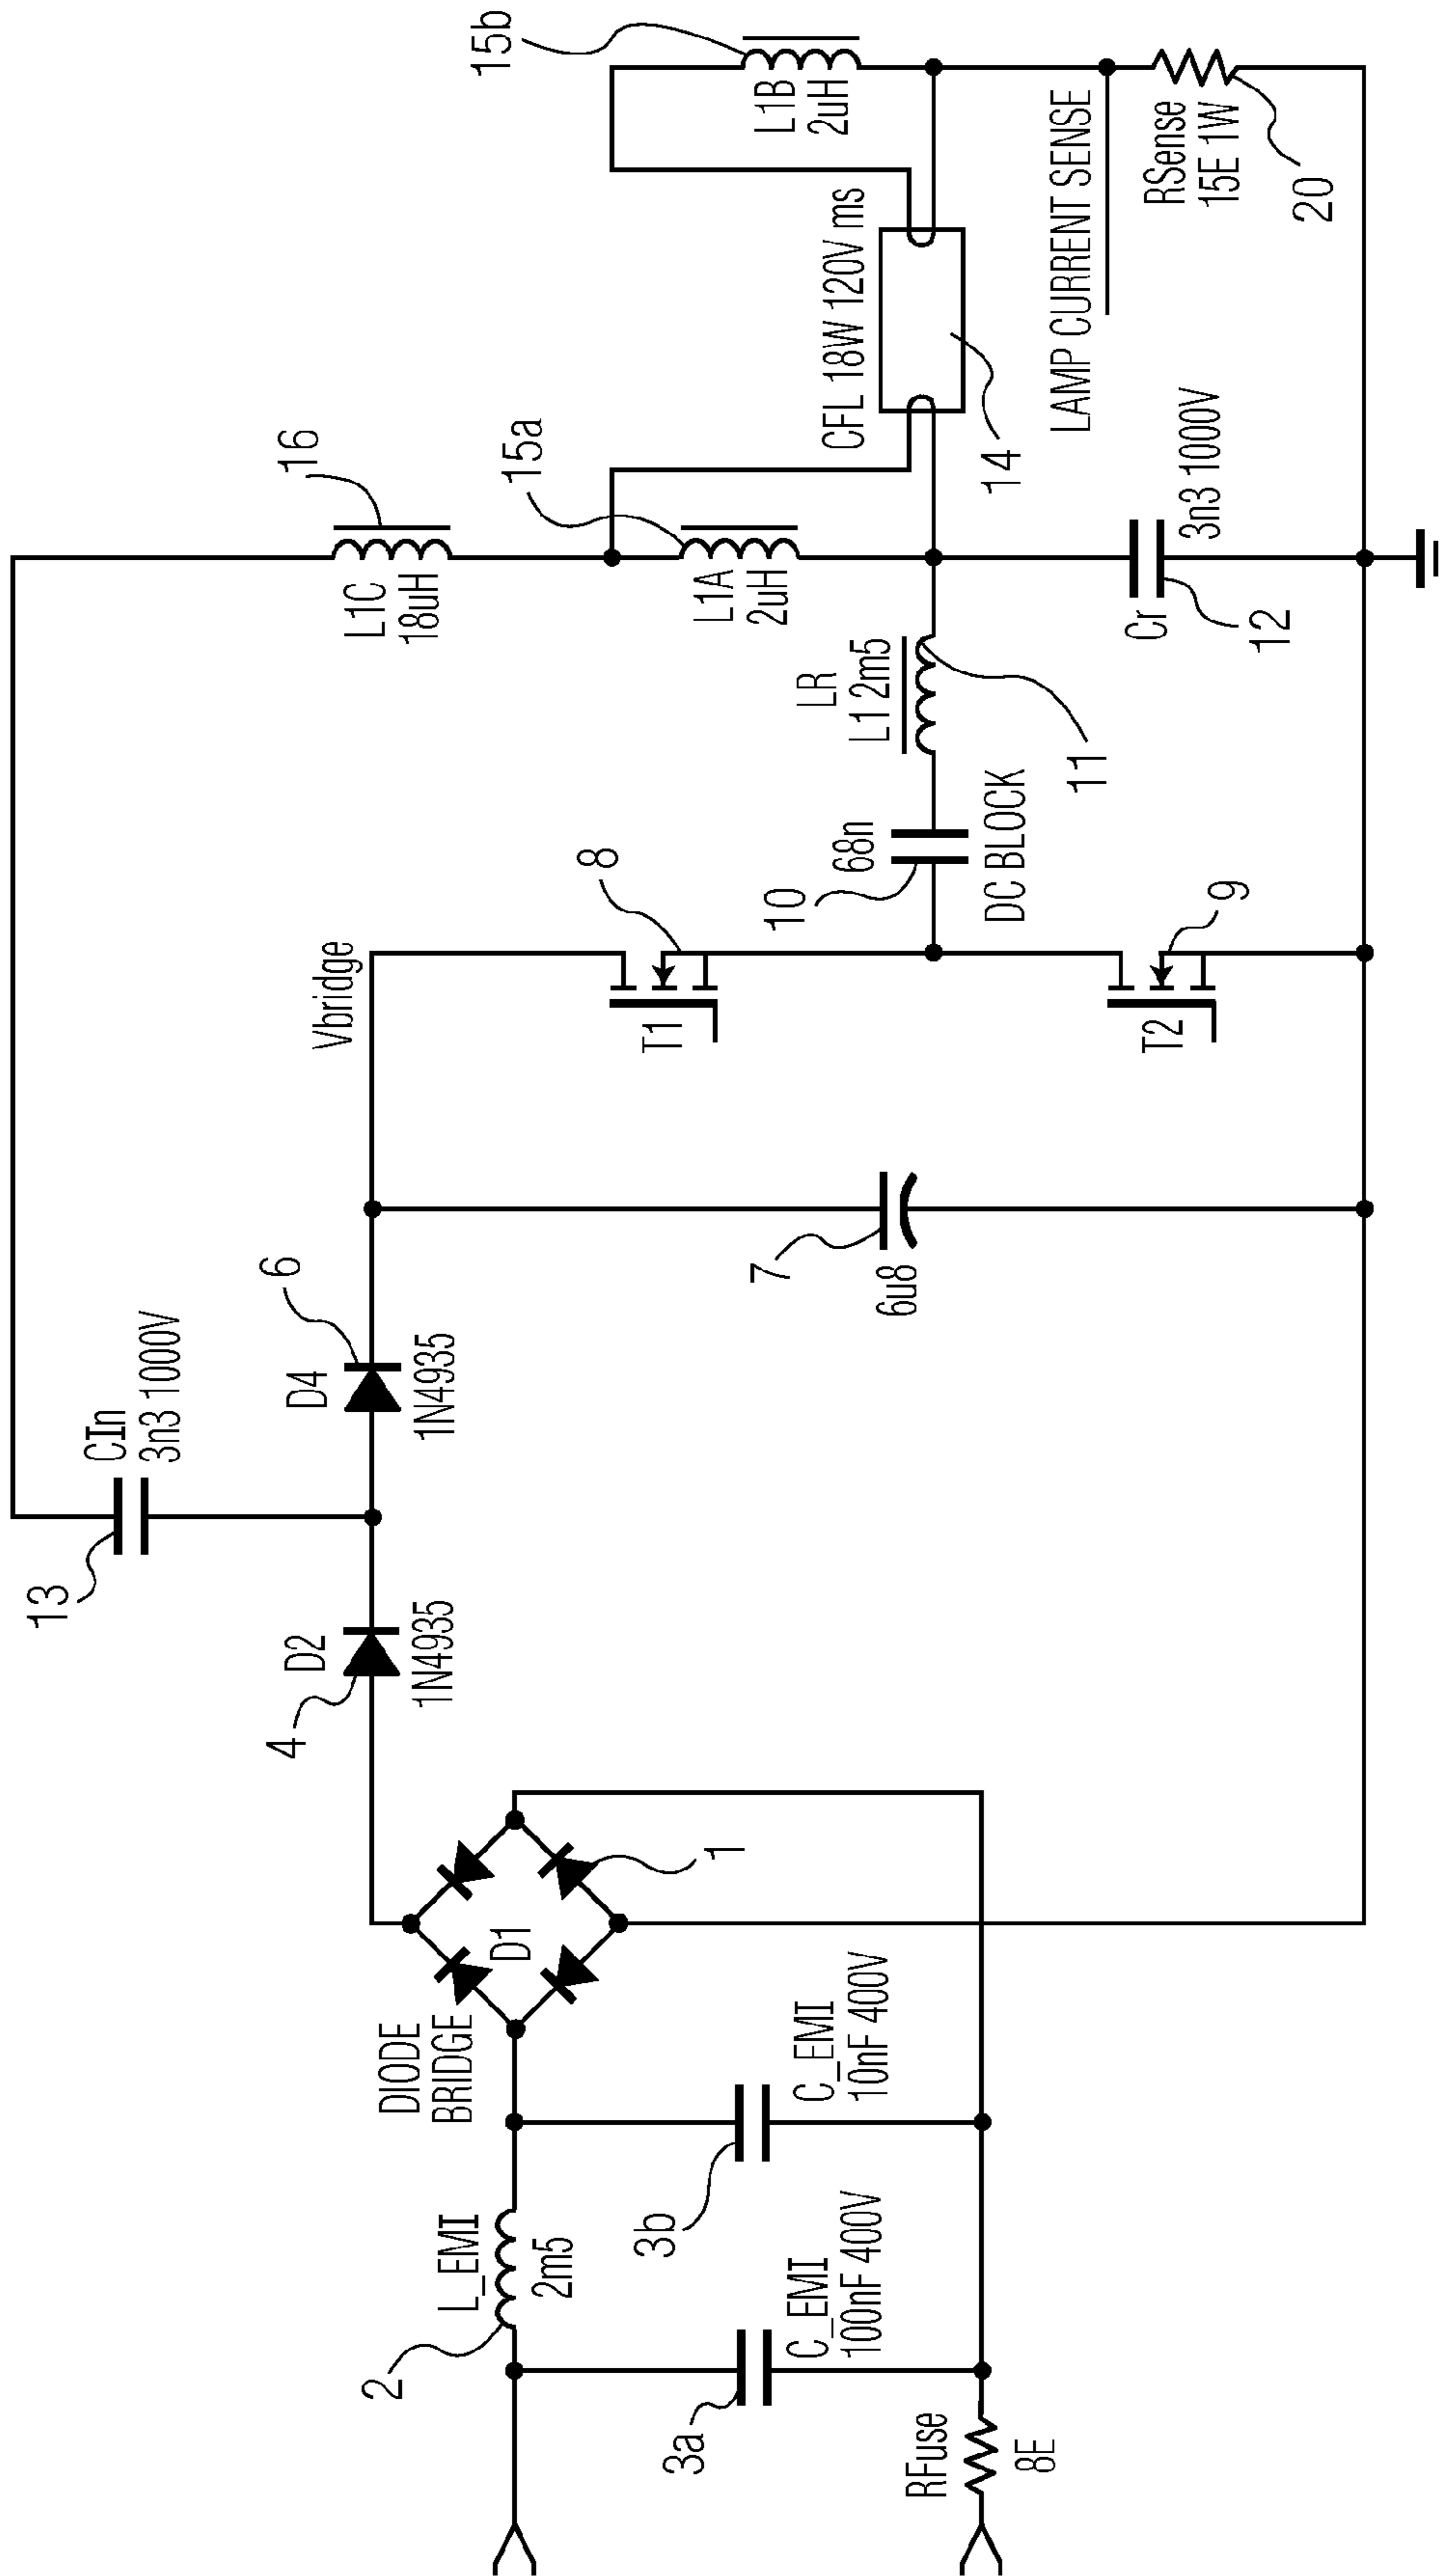 13
CIn
3n3 1000V
L1C
18uH
16
4
D2
1N4935
D4
1N4935
6
Vbridge
15a
15b
DIODE
BRIDGE
D1
1
2
L_EMI
2m5
3a
C_EMI
100nF 400V
3b
C_EMI
10nF 400V
RFuse
8E
7
6u8
8
T1
T2
9
10
68n
DC BLOCK
LR
L1 2m5
11
L1A
2uH
L1B
2uH
CFL 18W 120V ms
14
LAMP CURRENT SENSE
Cr
3n3 1000V
12
RSense
15E 1W
20